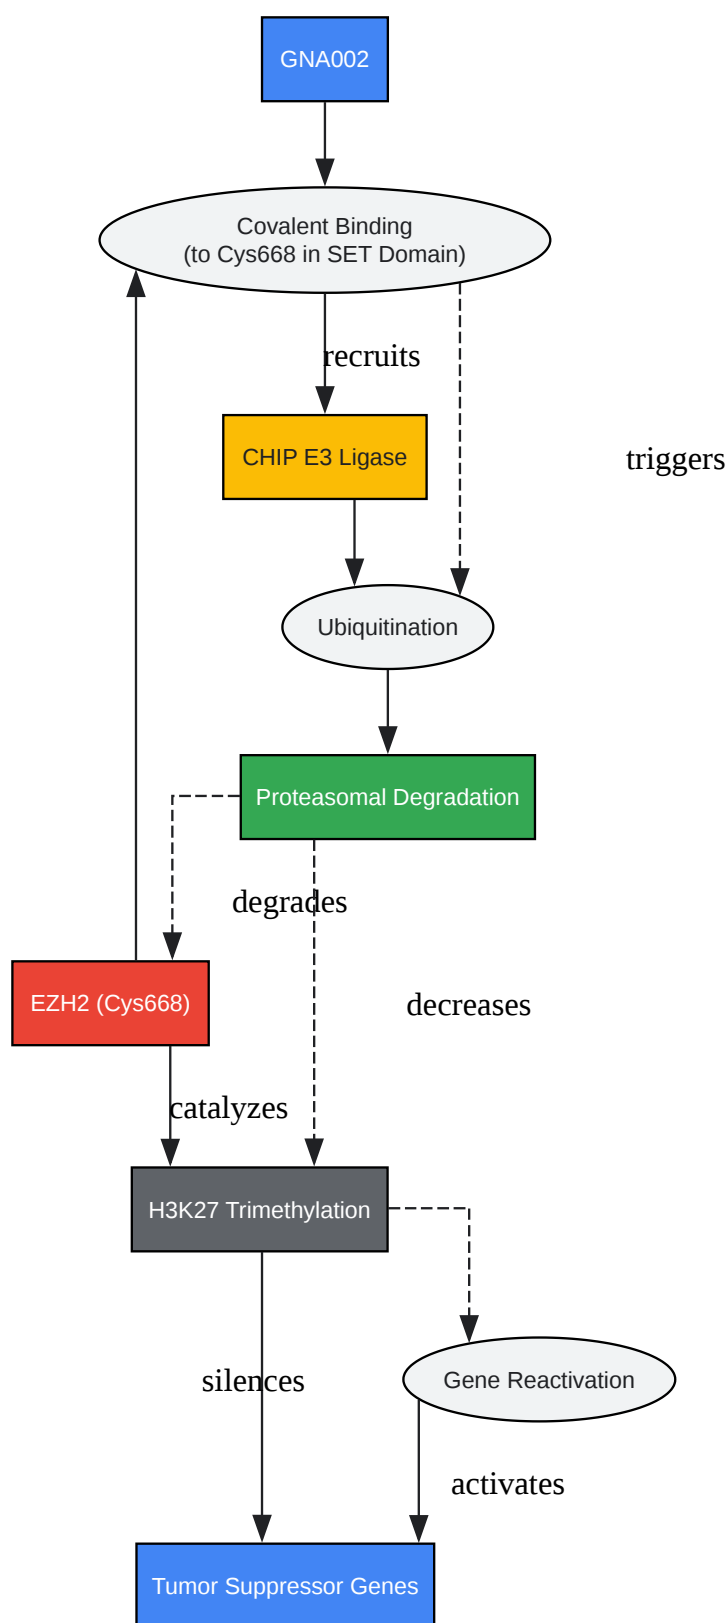 GNA002
Covalent Binding
(to Cys668 in SET Domain)
recruits
CHIP E3 Ligase
triggers
Ubiquitination
Proteasomal Degradation
degrades
EZH2 (Cys668)
decreases
catalyzes
H3K27 Trimethylation
silences
Gene Reactivation
activates
Tumor Suppressor Genes